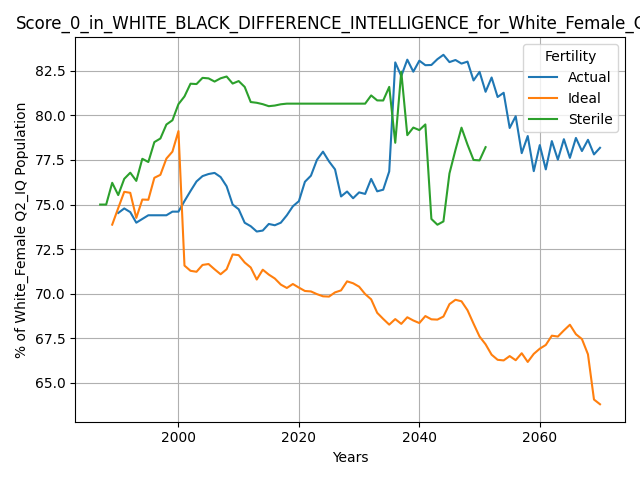 Score_0_in_WHITE_BLACK_DIFFERENCE_INTELLIGENCE_for_White_Female_
Fertility
Actual
Ideal
Sterile
% of White_Female Q2_IQ Population
82.5
80.0
77.5
75.0
72.5
70.0
67.5
65.0
2000
2020
2040
2060
Years